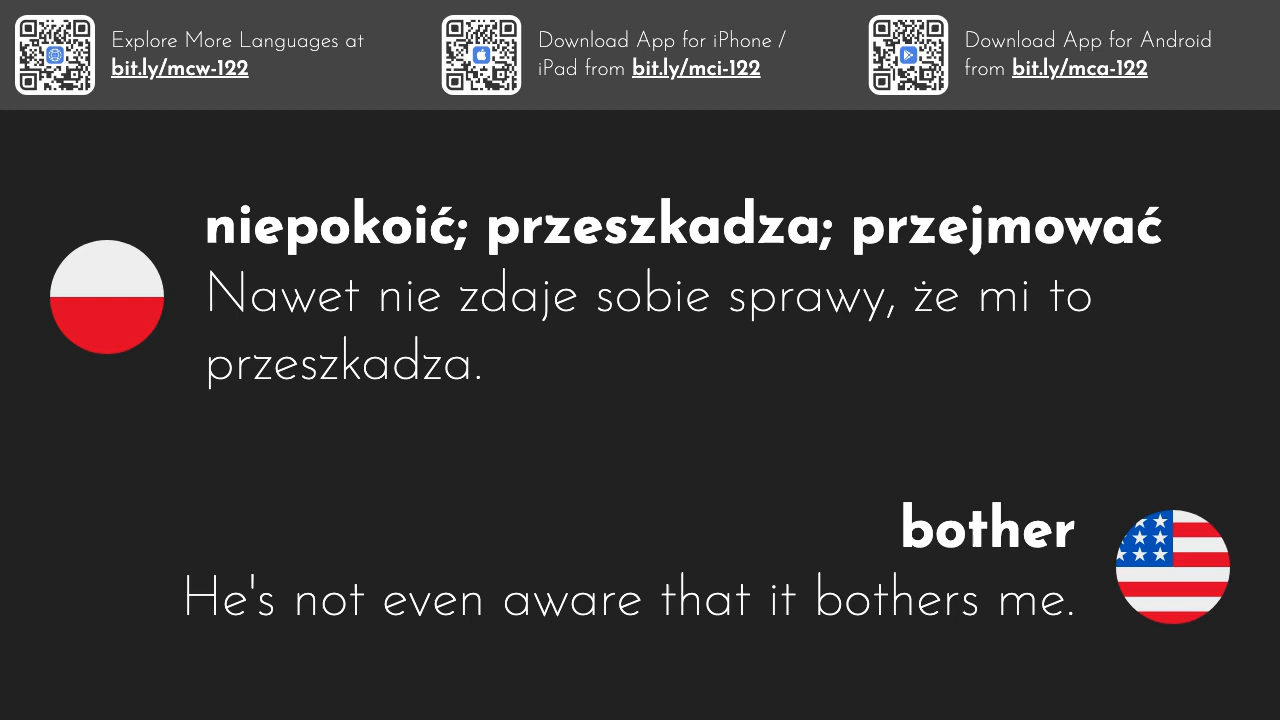 Explore More Languages at
bit.ly/mcw-122
Download App for iPhone /
iPad from bit.ly/mci-122
Download App for Android
from bit.ly/mca-122
niepokoić; przeszkadza; przejmować
Nawet nie zdaje sobie sprawy, że mi to
przeszkadza.
bother
He's not even aware that it bothers me.